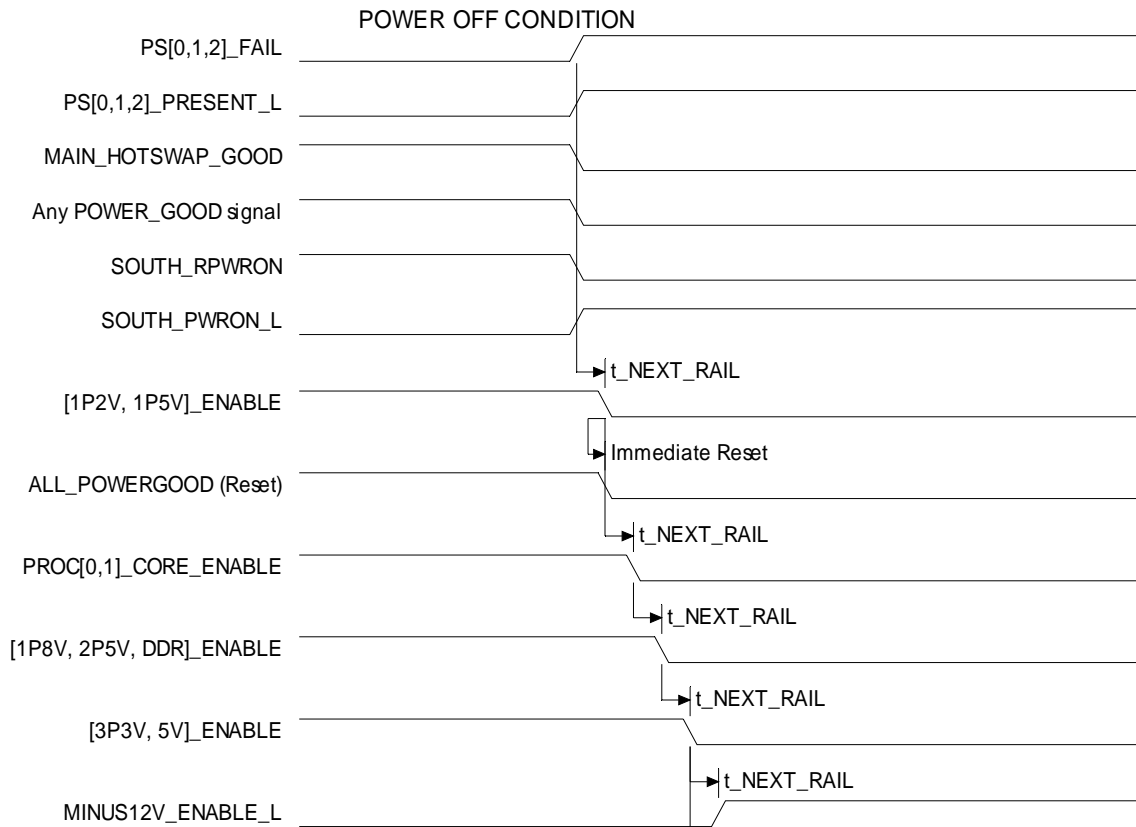 POWER OFF CONDITION
PS[0,1,2]_FAIL
PS[0,1,2]_PRESENT_L
MAIN_HOTSWAP_GOOD
Any POWER_GOOD signal
SOUTH_RPWRON
SOUTH_PWRON_L
t_NEXT_RAIL
[1P2V, 1P5V]_ENABLE
Immediate Reset
ALL_POWERGOOD (Reset)
t_NEXT_RAIL
PROC[0,1]_CORE_ENABLE
t_NEXT_RAIL
[1P8V, 2P5V, DDR]_ENABLE
t_NEXT_RAIL
[3P3V, 5V]_ENABLE
t_NEXT_RAIL
MINUS12V_ENABLE_L